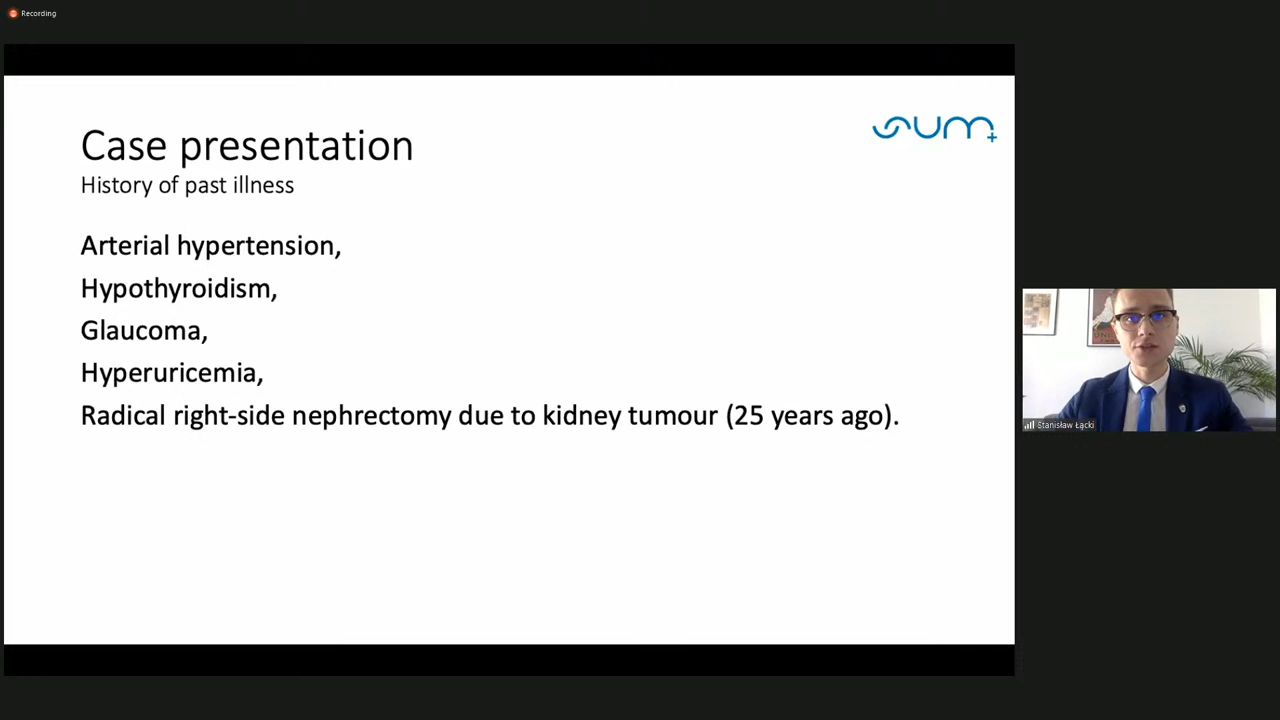 Recording
Case presentation
sum
History of past illness
Arterial hypertension,
Hypothyroidism,
Glaucoma,
Hyperuricemia,
Radical right-side nephrectomy due to kidney tumour (25 years ago).
Stanisław Łącki